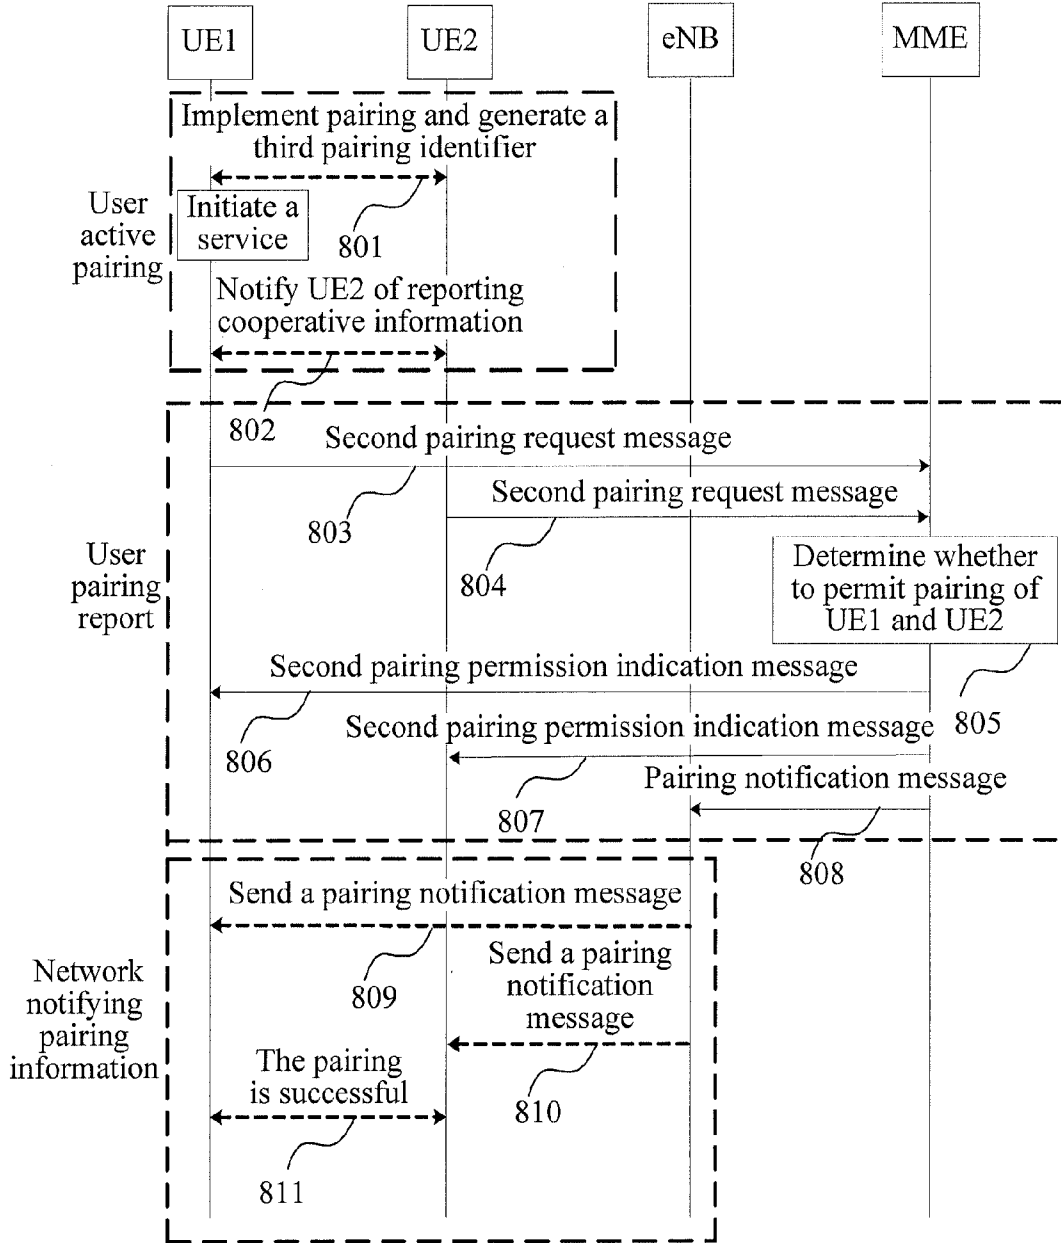 UE1
UE2
eNB
MME
Implement pairing and generate a
third pairing identifier
User
active
pairing
Initiate a
service
801
Notify UE2 of reporting
cooperative information
802
Second pairing request message
803
Second pairing request message
804
User
pairing
report
Determine whether
to permit pairing of
UE1 and UE2
805
Second pairing permission indication message
806
Second pairing permission indication message
807
Pairing notification message
808
Send a pairing notification message
809
Network
notifying
pairing
information
Send a pairing
notification
message
810
The pairing
is successful
811